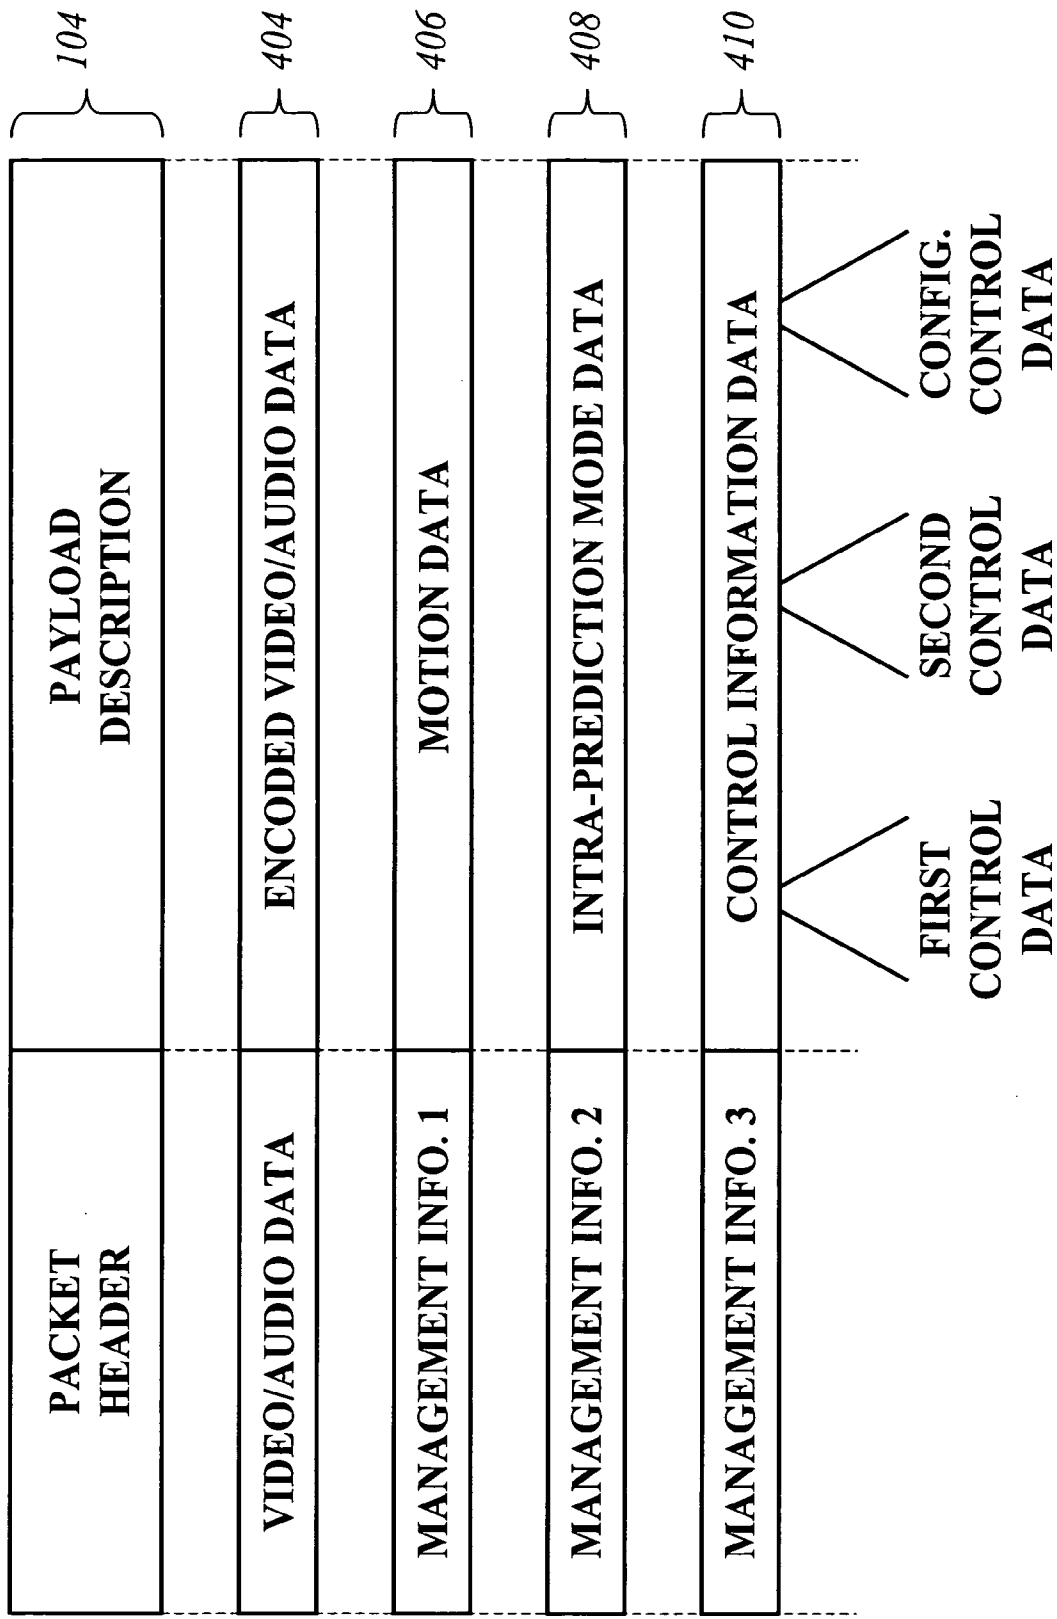 PACKET
HEADER
PAYLOAD
DESCRIPTION
104
VIDEO/AUDIO DATA
ENCODED VIDEO/AUDIO DATA
404
MANAGEMENT INFO. 1
MOTION DATA
406
MANAGEMENT INFO. 2
INTRA-PREDICTION MODE DATA
408
MANAGEMENT INFO. 3
CONTROL INFORMATION DATA
410
FIRST
CONTROL
DATA
SECOND
CONTROL
DATA
CONFIG.
CONTROL
DATA